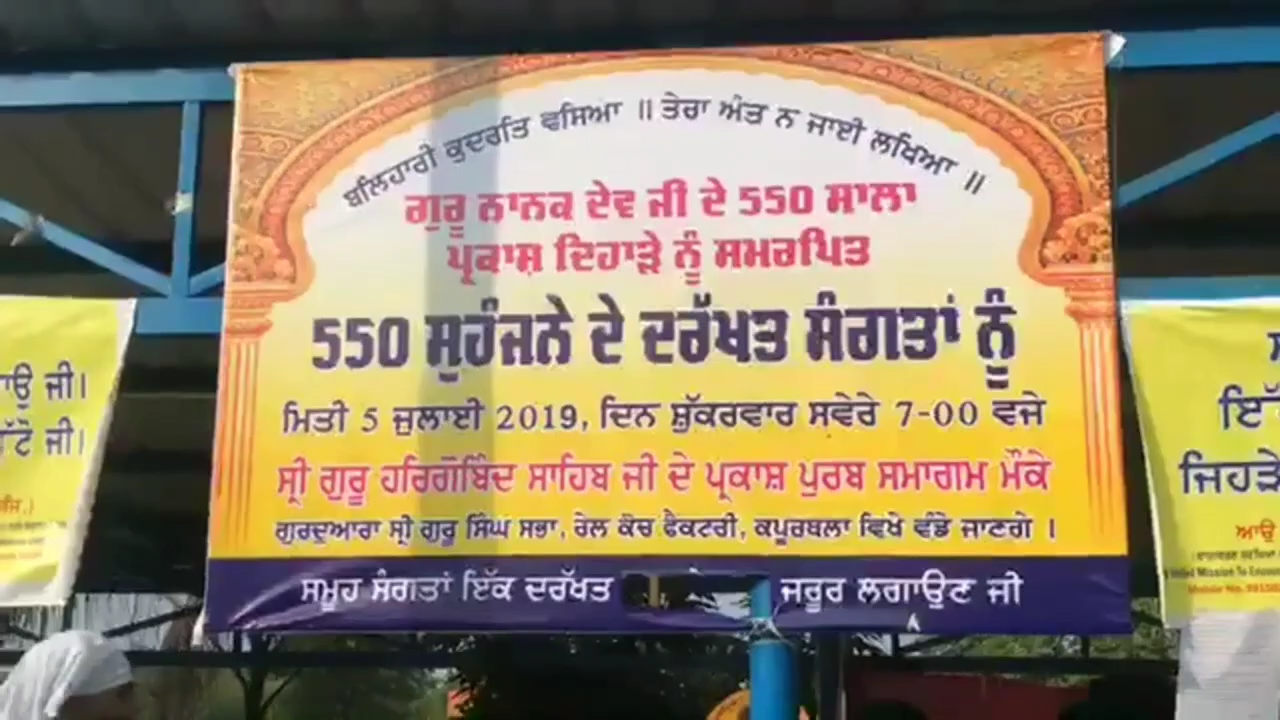 ਬਲਿਹਾਰੀ ਕੁਦਰਤਿ ਵਸਿਆ ॥ ਤੇਰਾ ਅੰਤ ਨ ਜਾਈ ਲਖਿਆ ॥
ਗੁਰੂ ਨਾਨਕ ਦੇਵ ਜੀ ਦੇ 550 ਸਾਲਾ
ਪ੍ਰਕਾਸ਼ ਦਿਹਾੜੇ ਨੂੰ ਸਮਰਪਿਤ
550 ਸੁਹੰਜਨੇ ਦੇ ਦਰੱਖਤ ਸੰਗਤਾਂ ਨੂੰ
ਮਿਤੀ 5 ਜੁਲਾਈ 2019, ਦਿਨ ਸ਼ੁੱਕਰਵਾਰ ਸਵੇਰੇ 7-00 ਵਜੇ
ਸ੍ਰੀ ਗੁਰੂ ਹਰਿਗੋਬਿੰਦ ਸਾਹਿਬ ਜੀ ਦੇ ਪ੍ਰਕਾਸ਼ ਪੁਰਬ ਸਮਾਗਮ ਮੌਕੇ
ਗੁਰਦੁਆਰਾ ਸ੍ਰੀ ਗੁਰੂ ਸਿੰਘ ਸਭਾ, ਰੇਲ ਕੋਚ ਫੈਕਟਰੀ, ਕਪੂਰਥਲਾ ਵਿਖੇ ਵੰਡੇ ਜਾਣਗੇ ।
ਸਮੂਹ ਸੰਗਤਾਂ ਇੱਕ ਦਰੱਖਤ ਜਰੂਰ ਲਗਾਉਣ ਜੀ
ਜੀ।
ਜੀ।
ਜਿਹੜੇ
ਆਉ